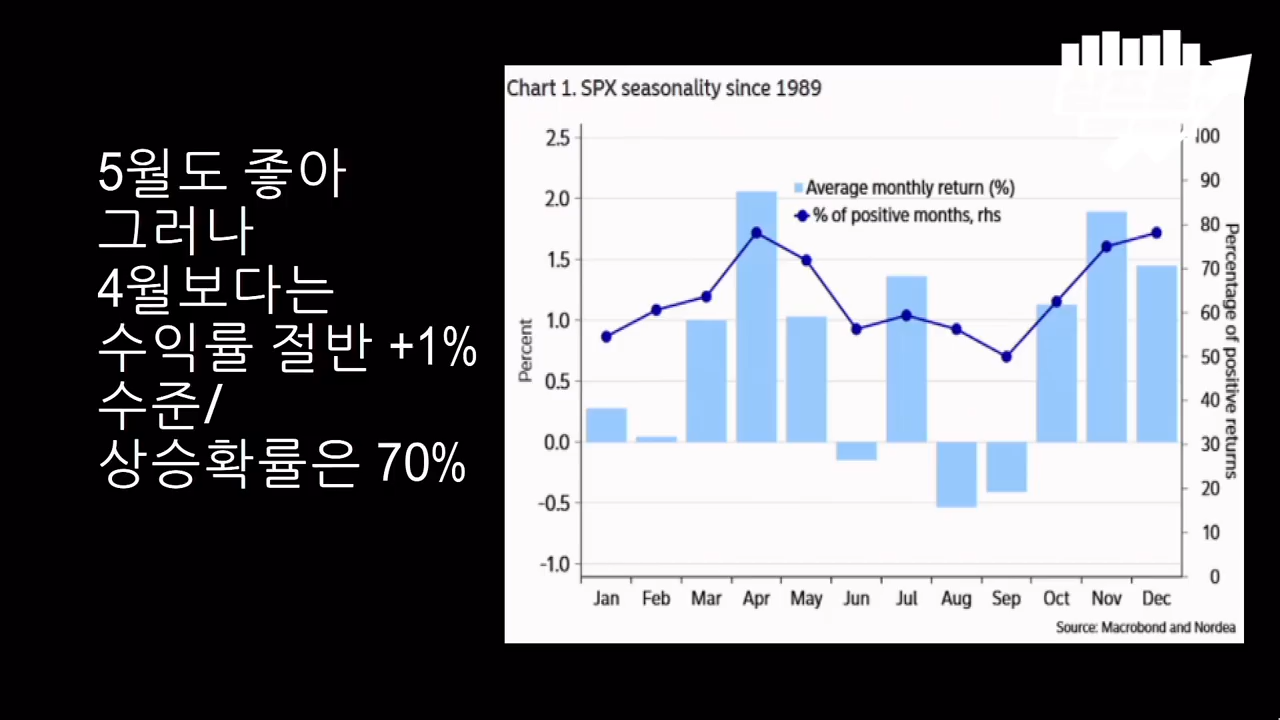 5월도 좋아
그러나
4월보다는
수익률 절반 +1%
수준/
상승확률은 70%
Chart 1. SPX seasonality since 1989
Average monthly return (%)
% of positive months, rhs
Percent
2.5
2.0
1.5
1.0
0.5
0.0
-0.5
-1.0
100
90
80
70
60
50
40
30
20
10
0
Percentage of positive returns
Jan Feb Mar Apr May Jun Jul Aug Sep Oct Nov Dec
Source: Macrobond and Nordea